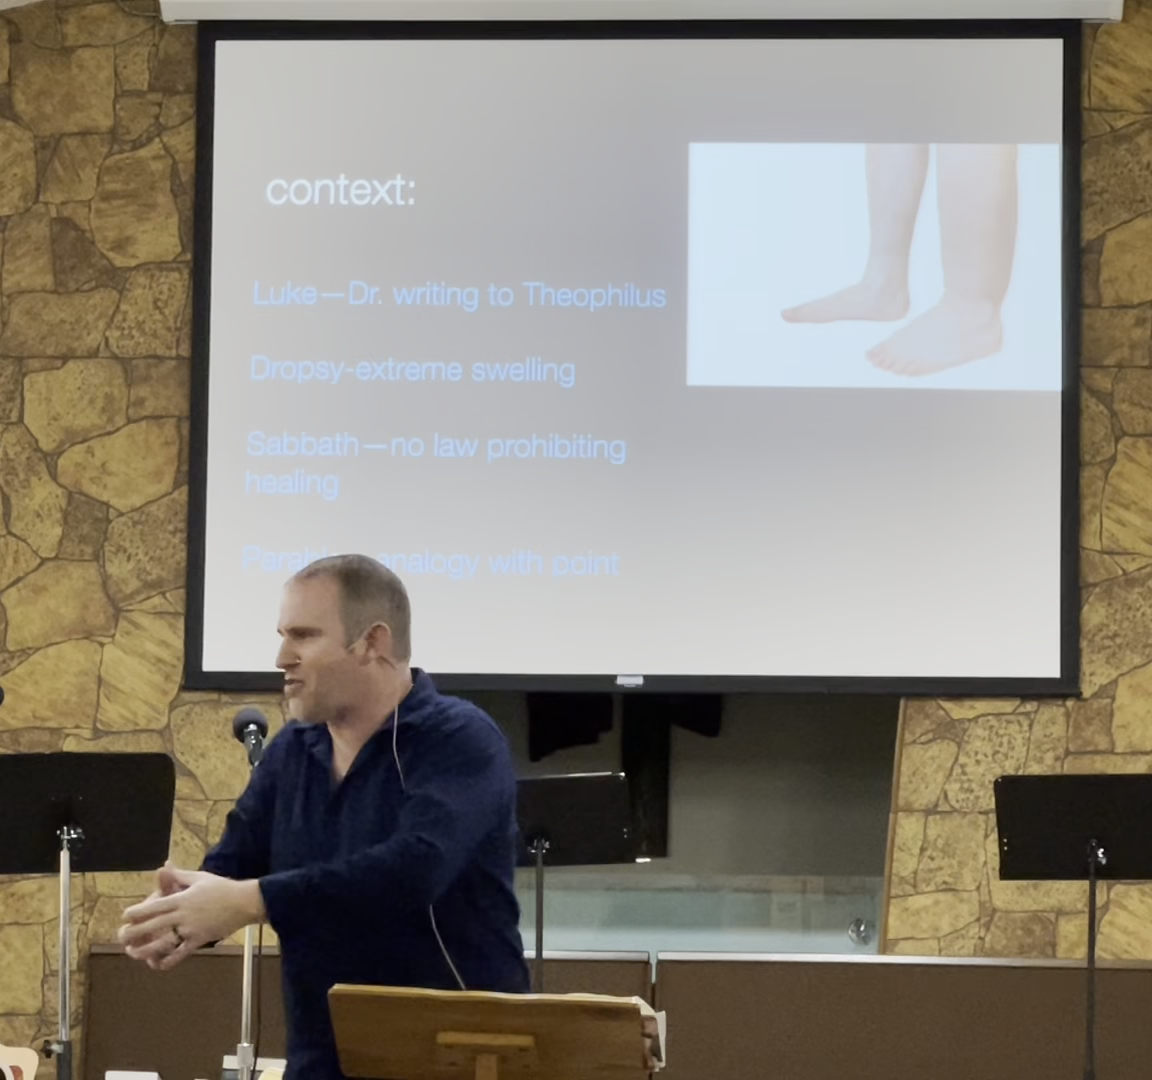 context:
Luke—Dr. writing to Theophilus
Dropsy-extreme swelling
Sabbath—no law prohibiting
healing
analogy with point